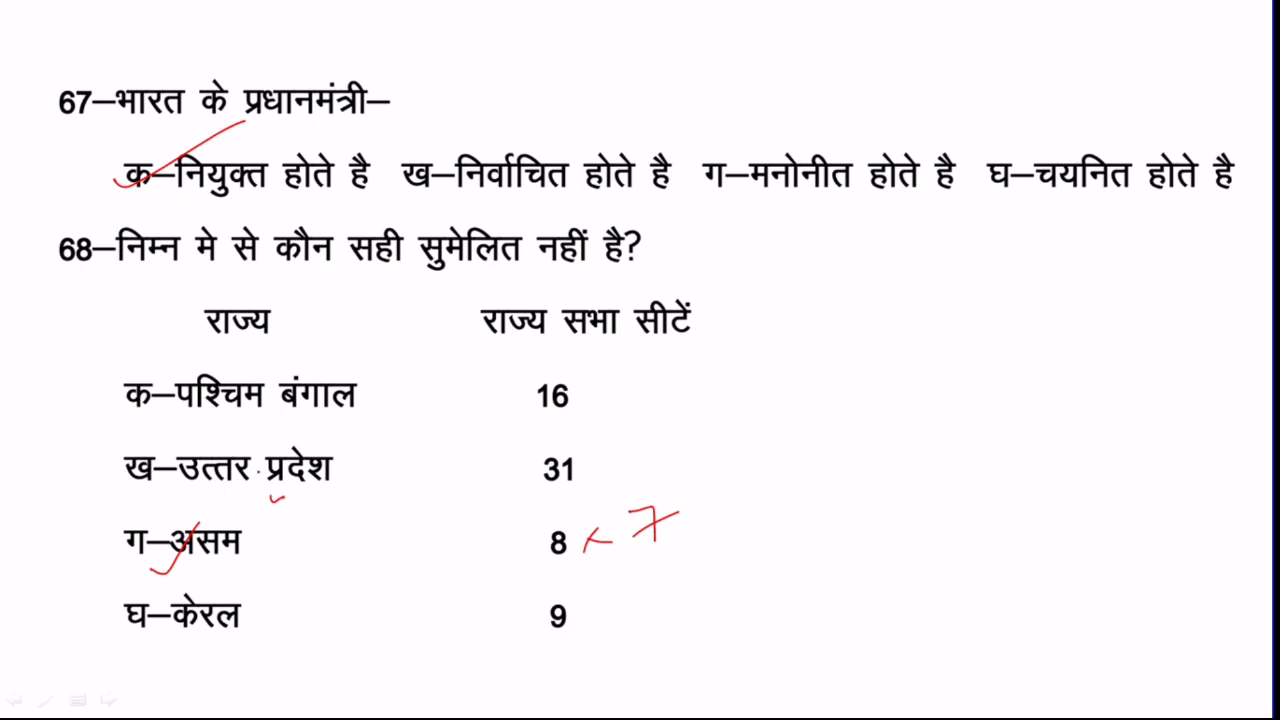 67–भारत के प्रधानमंत्री–
क–नियुक्त होते है ख–निर्वाचित होते है ग–मनोनीत होते है घ–चयनित होते है
68–निम्न मे से कौन सही सुमेलित नहीं है?
राज्य राज्य सभा सीटें
क–पश्चिम बंगाल 16
ख–उत्तर प्रदेश 31
ग–असम 8 7
घ–केरल 9